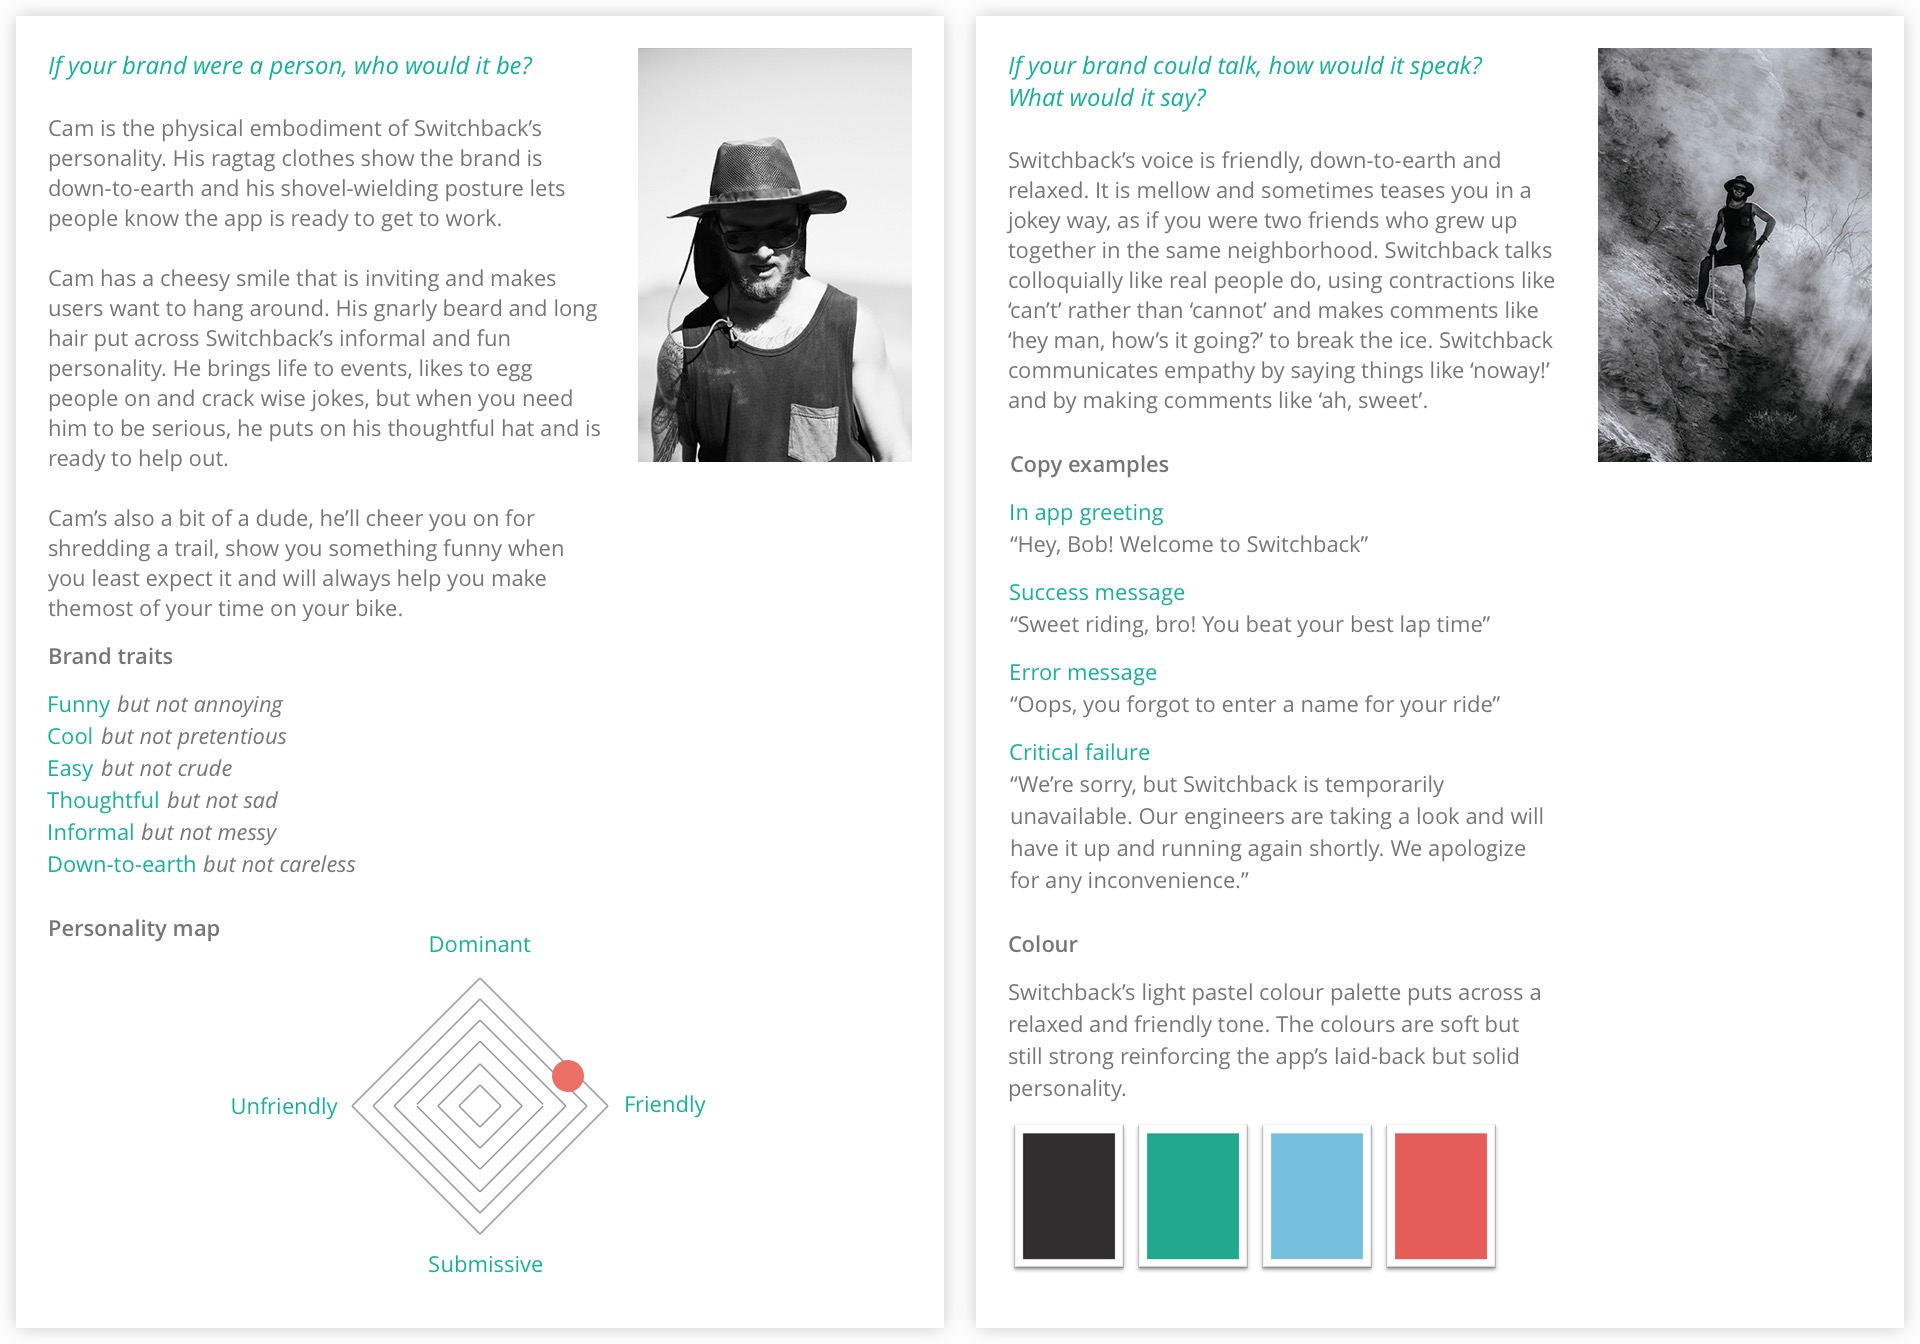 If your brand were a person, who would it be?
Cam is the physical embodiment of Switchback’s
personality. His ragtag clothes show the brand is
down-to-earth and his shovel-wielding posture lets
people know the app is ready to get to work.
Cam has a cheesy smile that is inviting and makes
users want to hang around. His gnarly beard and long
hair put across Switchback’s informal and fun
personality. He brings life to events, likes to egg
people on and crack wise jokes, but when you need
him to be serious, he puts on his thoughtful hat and is
ready to help out.
Cam’s also a bit of a dude, he’ll cheer you on for
shredding a trail, show you something funny when
you least expect it and will always help you make
themost of your time on your bike.
Brand traits
Funny but not annoying
Cool but not pretentious
Easy but not crude
Thoughtful but not sad
Informal but not messy
Down-to-earth but not careless
Personality map
Dominant
Unfriendly
Friendly
Submissive
If your brand could talk, how would it speak?
What would it say?
Switchback’s voice is friendly, down-to-earth and
relaxed. It is mellow and sometimes teases you in a
jokey way, as if you were two friends who grew up
together in the same neighborhood. Switchback talks
colloquially like real people do, using contractions like
‘can’t’ rather than ‘cannot’ and makes comments like
‘hey man, how’s it going?’ to break the ice. Switchback
communicates empathy by saying things like ‘noway!’
and by making comments like ‘ah, sweet’.
Copy examples
In app greeting
“Hey, Bob! Welcome to Switchback”
Success message
“Sweet riding, bro! You beat your best lap time”
Error message
“Oops, you forgot to enter a name for your ride”
Critical failure
“We’re sorry, but Switchback is temporarily
unavailable. Our engineers are taking a look and will
have it up and running again shortly. We apologize
for any inconvenience.”
Colour
Switchback’s light pastel colour palette puts across a
relaxed and friendly tone. The colours are soft but
still strong reinforcing the app’s laid-back but solid
personality.